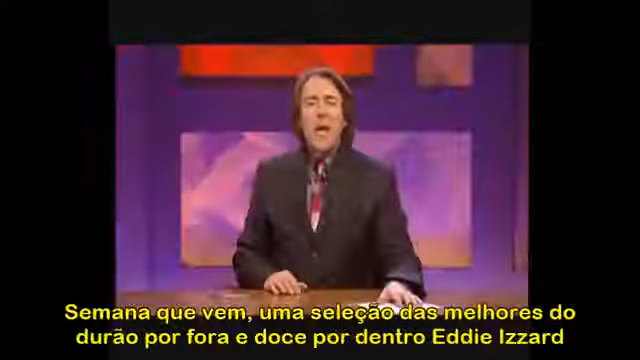 Semana que vem, uma seleção das melhores do
durão por fora e doce por dentro Eddie Izzard